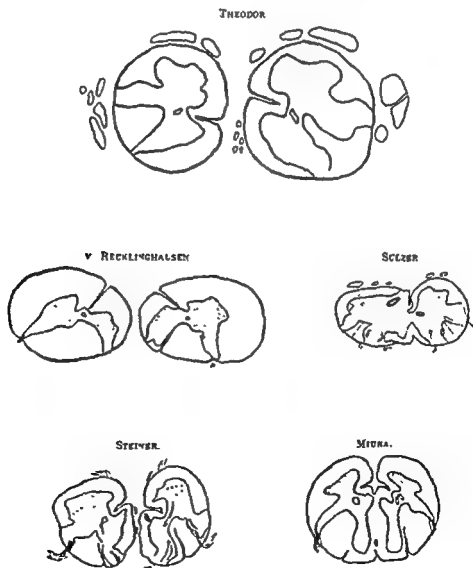 THEODOR
v RECKLINGHAUSEN
SULZER
STEINER.
MIURA.